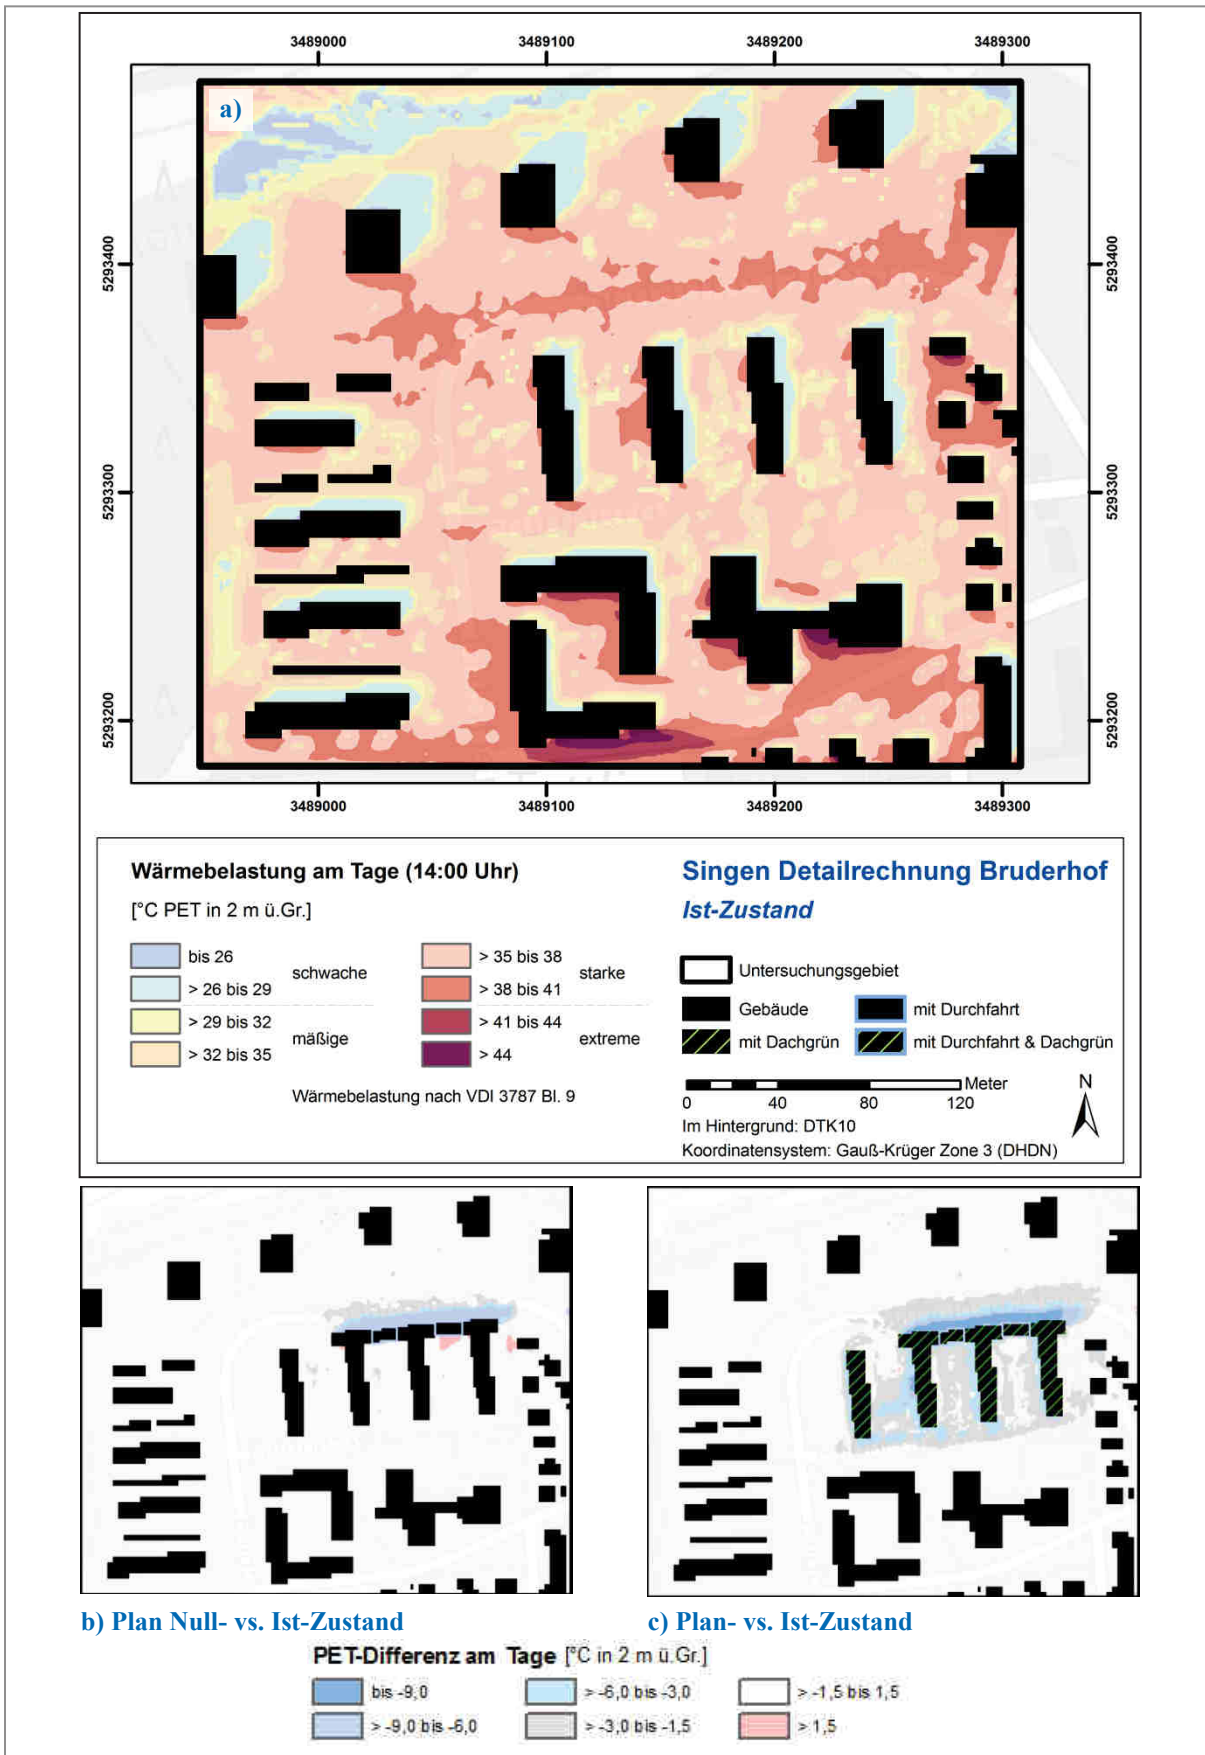 3489000 3489100 3489200 3489300
a)
5293400 5293400
5293300 5293300
5293200 5293200
3489000 3489100 3489200 3489300
Wärmebelastung am Tage (14:00 Uhr)
[°C PET in 2 m ü.Gr.]
bis 26
> 26 bis 29
schwache
> 29 bis 32
> 32 bis 35
mäßige
> 35 bis 38
> 38 bis 41
starke
> 41 bis 44
> 44
extreme
Wärmebelastung nach VDI 3787 Bl. 9
Singen Detailrechnung Bruderhof
Ist-Zustand
Untersuchungsgebiet
Gebäude
mit Durchfahrt
mit Dachgrün
mit Durchfahrt & Dachgrün
Meter
0 40 80 120
N
Im Hintergrund: DTK10
Koordinatensystem: Gauß-Krüger Zone 3 (DHDN)
b) Plan Null- vs. Ist-Zustand
c) Plan- vs. Ist-Zustand
PET-Differenz am Tage [°C in 2 m ü.Gr.]
bis -9,0
> -6,0 bis -3,0
> -1,5 bis 1,5
> -9,0 bis -6,0
> -3,0 bis -1,5
> 1,5